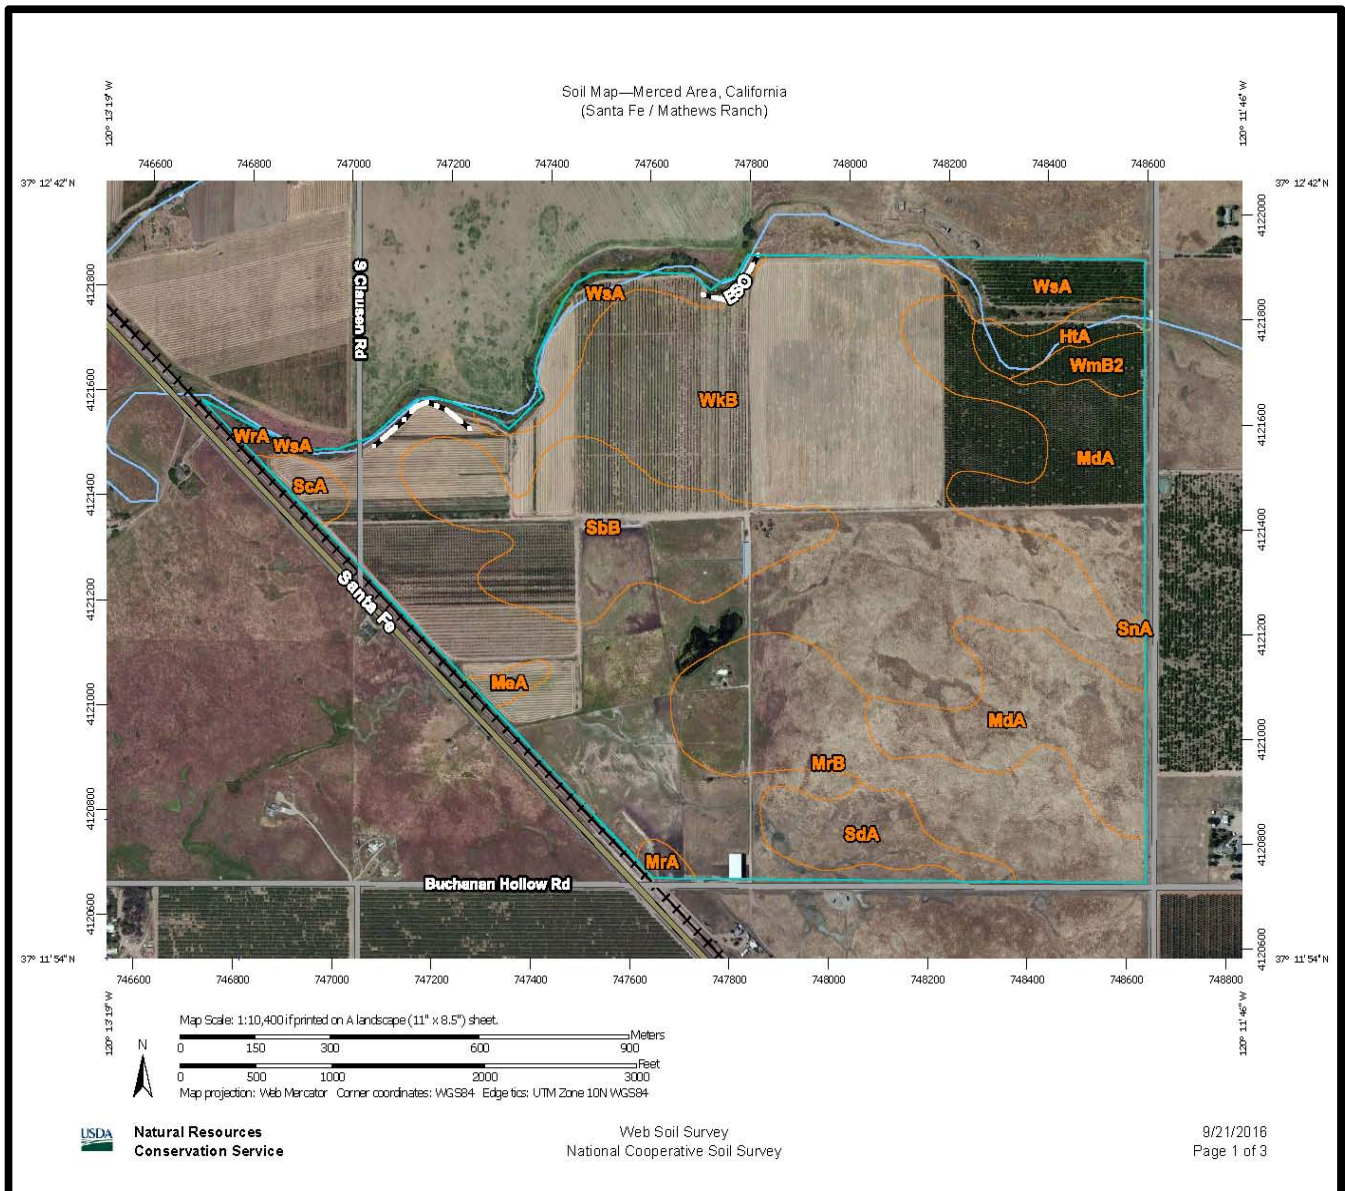 Soil Map—Merced Area, California
(Santa Fe / Mathews Ranch)
120° 13' 19" W
120° 11' 46" W
746600 746800 747000 747200 747400 747600 747800 748000 748200 748400 748600
37° 12' 42" N
37° 12' 42" N
4122000
4121800
4121800
4121600
4121600
4121400
4121400
4121200
4121200
4121000
4121000
4120800
4120800
4120600
4120600
S Clausen Rd
WsA
ESO
WsA
HtA
WmB2
WkB
WrA
WsA
MdA
ScA
SbB
Santa Fe
SnA
MaA
MdA
MrB
SdA
MrA
Buchanan Hollow Rd
37° 11' 54" N
37° 11' 54" N
746600 746800 747000 747200 747400 747600 747800 748000 748200 748400 748600 748800
120° 13' 19" W
120° 11' 46" W
Map Scale: 1:10,400 if printed on A landscape (11" x 8.5") sheet.
N
Meters
0 150 300 600 900
Feet
0 500 1000 2000 3000
Map projection: Web Mercator Corner coordinates: WGS84 Edge tics: UTM Zone 10N WGS84
USDA
Natural Resources
Conservation Service
Web Soil Survey
National Cooperative Soil Survey
9/21/2016
Page 1 of 3